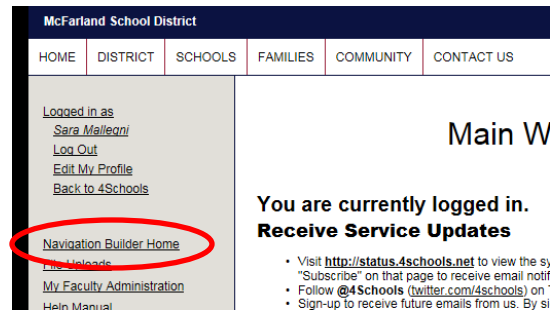 McFarland School District
HOME DISTRICT SCHOOLS FAMILIES COMMUNITY CONTACT US
Logged in as
Sara Mallegni
Log Out
Edit My Profile
Back to 4Schools
Main W
You are currently logged in.
Receive Service Updates
Navigation Builder Home
File Uploads
My Faculty Administration
Help Manual
• Visit http://status.4schools.net to view the sy
"Subscribe" on that page to receive email notif
• Follow @4Schools (twitter.com/4schools) on T
• Sign-up to receive future emails from us. By si